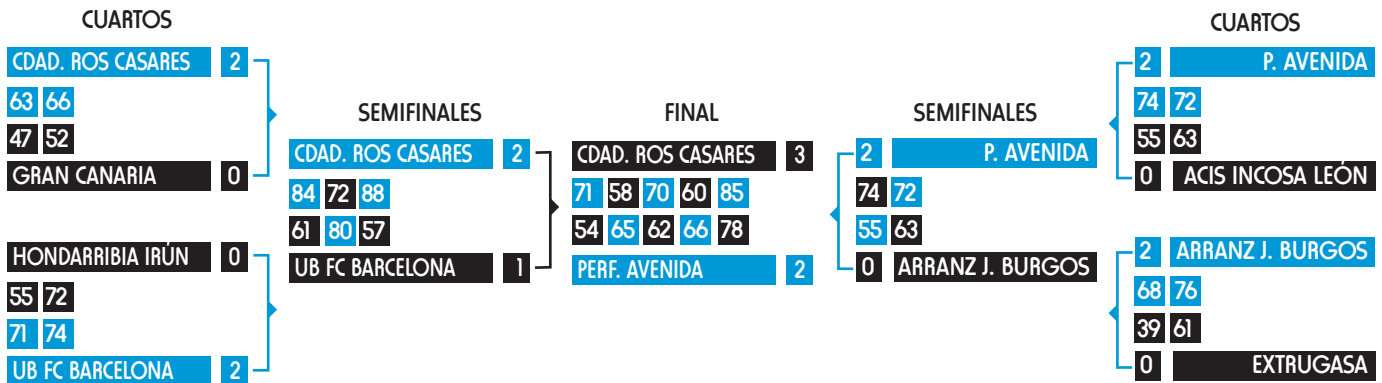 CUARTOS
CDAD. ROS CASARES 2
63 66
47 52
GRAN CANARIA 0
HONDARRIBIA IRÚN 0
55 72
71 74
UB FC BARCELONA 2
SEMIFINALES
CDAD. ROS CASARES 2
84 72 88
61 80 57
UB FC BARCELONA 1
FINAL
CDAD. ROS CASARES 3
71 58 70 60 85
54 65 62 66 78
PERF. AVENIDA 2
SEMIFINALES
2 P. AVENIDA
74 72
55 63
0 ARRANZ J. BURGOS
CUARTOS
2 P. AVENIDA
74 72
55 63
0 ACIS INCOSA LEÓN
2 ARRANZ J. BURGOS
68 76
39 61
0 EXTRUGASA